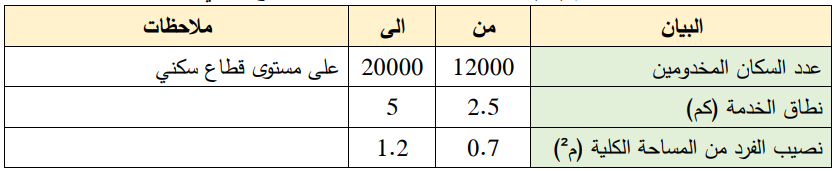 البيان من الى ملاحظات
عدد السكان المخدومين 12000 20000 على مستوى قطاع سكني
نطاق الخدمة (كم) 2.5 5
نصيب الفرد من المساحة الكلية (م²) 0.7 1.2